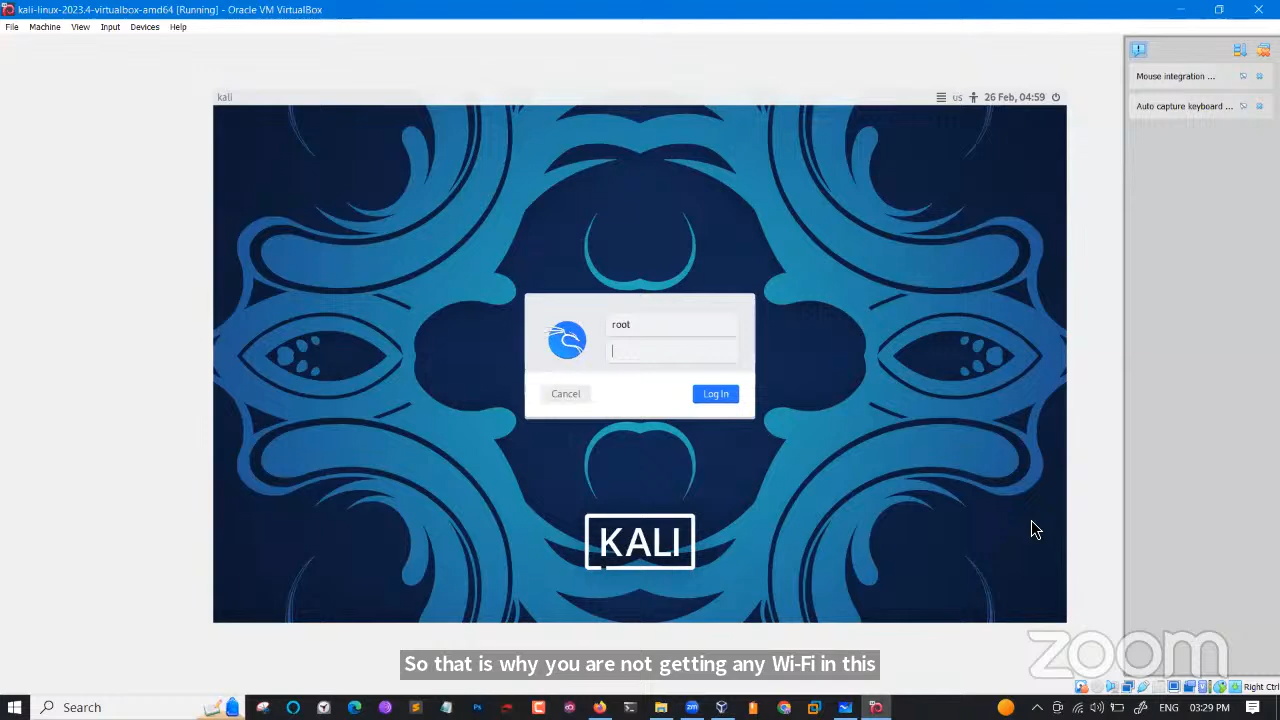 kali-linux-2023.4-virtualbox-amd64 [Running] - Oracle VM VirtualBox
File Machine View Input Devices Help
Mouse integration ...
Auto capture keyboard ...
kali us 26 Feb, 04:59
root
Cancel Log In
KALI
So that is why you are not getting any Wi-Fi in this
zoom
Right Ctrl
Search
ENG 03:29 PM